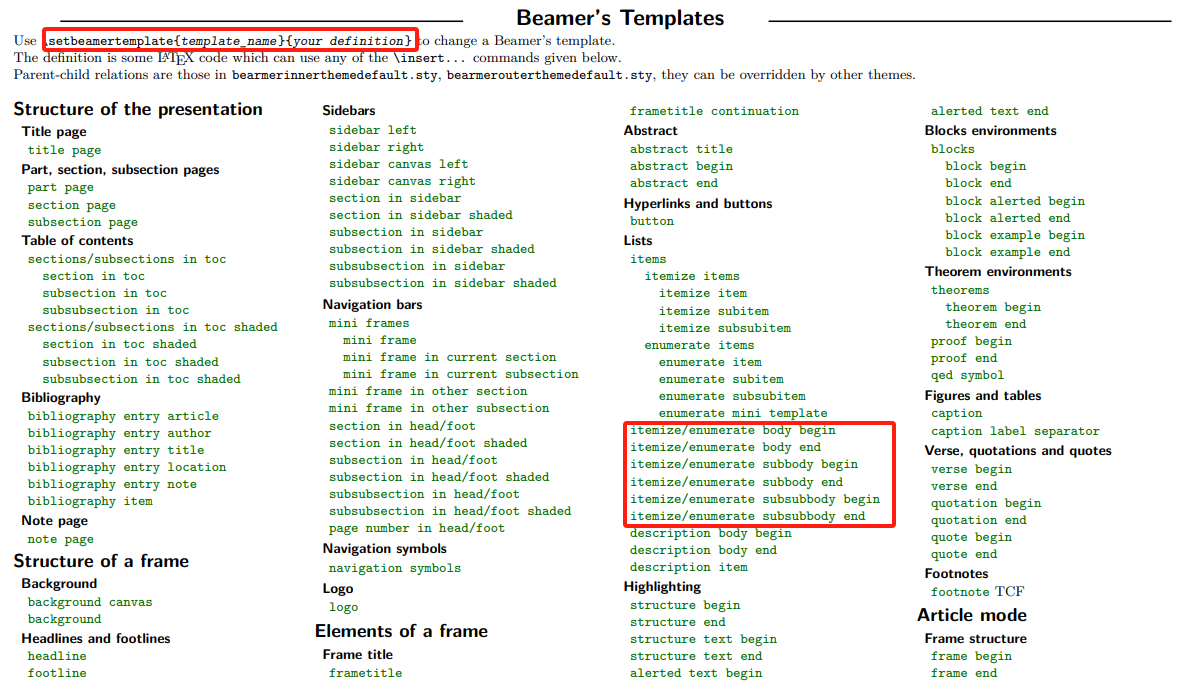 Beamer's Templates
Use \setbeamertemplate{template_name}{your definition} to change a Beamer's template.
The definition is some LATEX code which can use any of the \insert... commands given below.
Parent-child relations are those in bearmerinnerthemedefault.sty, bearmerouterthemedefault.sty, they can be overridden by other themes.
Structure of the presentation
Title page
title page
Part, section, subsection pages
part page
section page
subsection page
Table of contents
sections/subsections in toc
section in toc
subsection in toc
subsubsection in toc
sections/subsections in toc shaded
section in toc shaded
subsection in toc shaded
subsubsection in toc shaded
Bibliography
bibliography entry article
bibliography entry author
bibliography entry title
bibliography entry location
bibliography entry note
bibliography item
Note page
note page
Structure of a frame
Background
background canvas
background
Headlines and footlines
headline
footline
Sidebars
sidebar left
sidebar right
sidebar canvas left
sidebar canvas right
section in sidebar
section in sidebar shaded
subsection in sidebar
subsection in sidebar shaded
subsubsection in sidebar
subsubsection in sidebar shaded
Navigation bars
mini frames
mini frame
mini frame in current section
mini frame in current subsection
mini frame in other section
mini frame in other subsection
section in head/foot
section in head/foot shaded
subsection in head/foot
subsection in head/foot shaded
subsubsection in head/foot
subsubsection in head/foot shaded
page number in head/foot
Navigation symbols
navigation symbols
Logo
logo
Elements of a frame
Frame title
frametitle
frametitle continuation
Abstract
abstract title
abstract begin
abstract end
Hyperlinks and buttons
button
Lists
items
itemize items
itemize item
itemize subitem
itemize subsubitem
enumerate items
enumerate item
enumerate subitem
enumerate subsubitem
enumerate mini template
itemize/enumerate body begin
itemize/enumerate body end
itemize/enumerate subbody begin
itemize/enumerate subbody end
itemize/enumerate subsubbody begin
itemize/enumerate subsubbody end
description body begin
description body end
description item
Highlighting
structure begin
structure end
structure text begin
structure text end
alerted text begin
alerted text end
Blocks environments
blocks
block begin
block end
block alerted begin
block alerted end
block example begin
block example end
Theorem environments
theorems
theorem begin
theorem end
proof begin
proof end
qed symbol
Figures and tables
caption
caption label separator
Verse, quotations and quotes
verse begin
verse end
quotation begin
quotation end
quote begin
quote end
Footnotes
footnote TCF
Article mode
Frame structure
frame begin
frame end